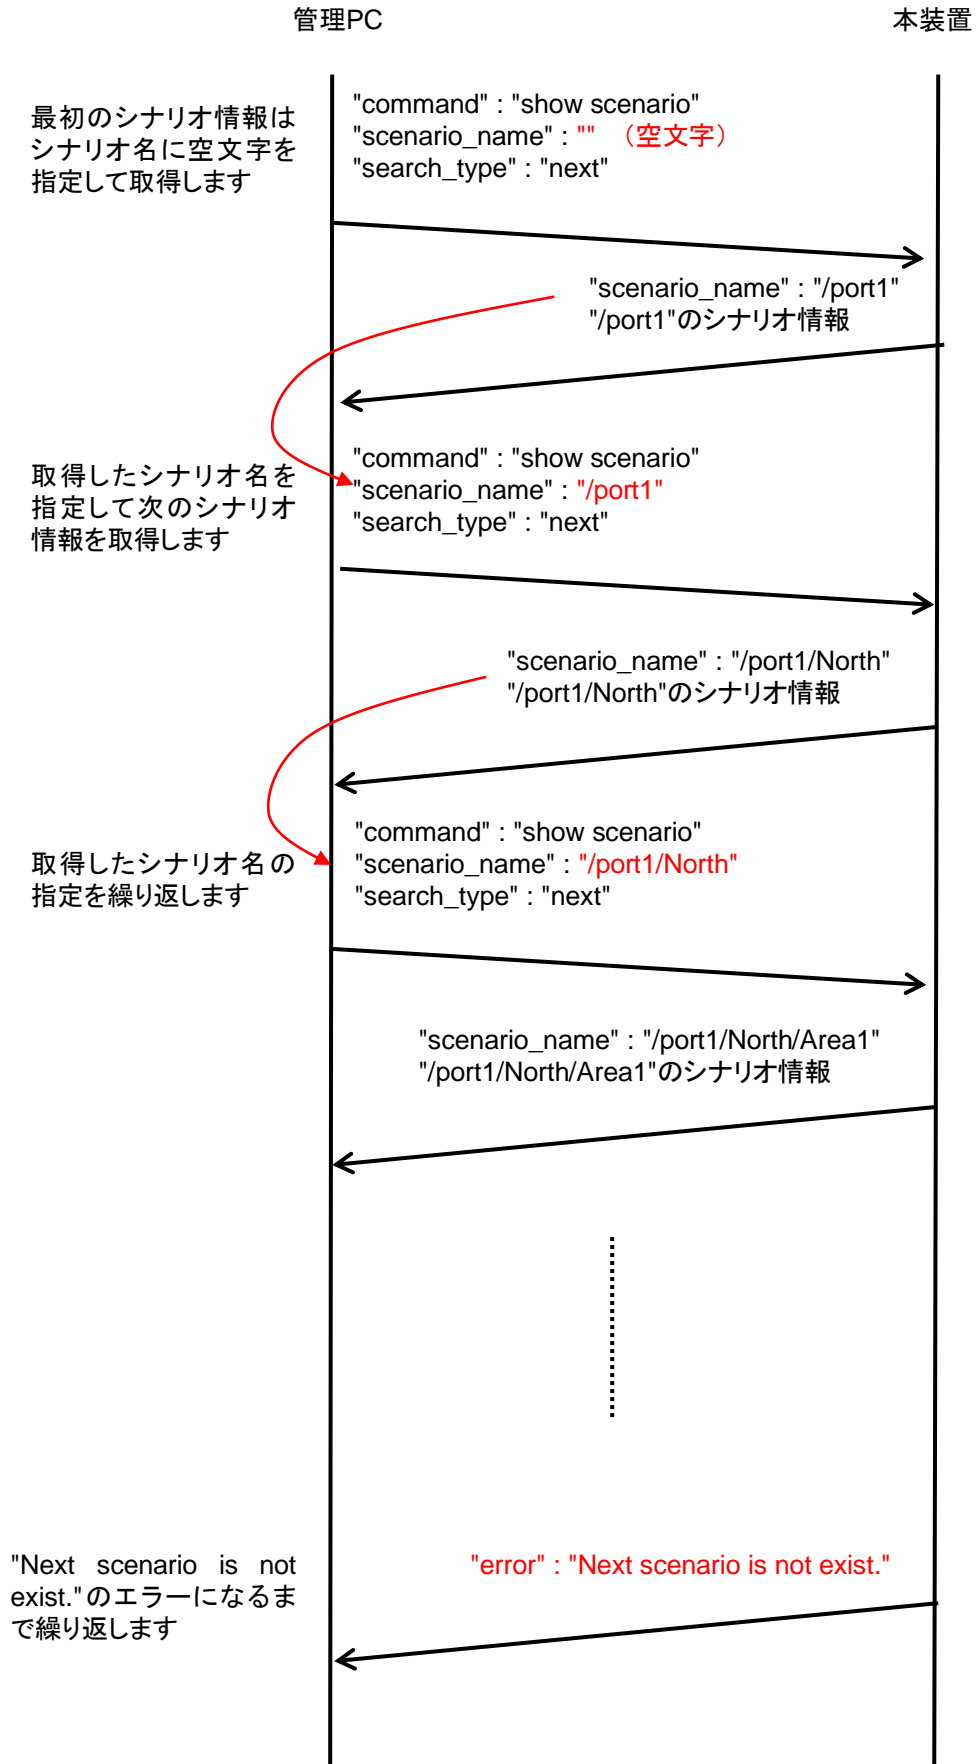 管理PC
本装置
最初のシナリオ情報は
シナリオ名に空文字を
指定して取得します
"command" : "show scenario"
"scenario_name" : "" （空文字）
"search_type" : "next"
"scenario_name" : "/port1"
"/port1"のシナリオ情報
取得したシナリオ名を
指定して次のシナリオ
情報を取得します
"command" : "show scenario"
"scenario_name" : "/port1"
"search_type" : "next"
"scenario_name" : "/port1/North"
"/port1/North"のシナリオ情報
取得したシナリオ名の
指定を繰り返します
"command" : "show scenario"
"scenario_name" : "/port1/North"
"search_type" : "next"
"scenario_name" : "/port1/North/Area1"
"/port1/North/Area1"のシナリオ情報
"Next scenario is not
exist."のエラーになるま
で繰り返します
"error" : "Next scenario is not exist."